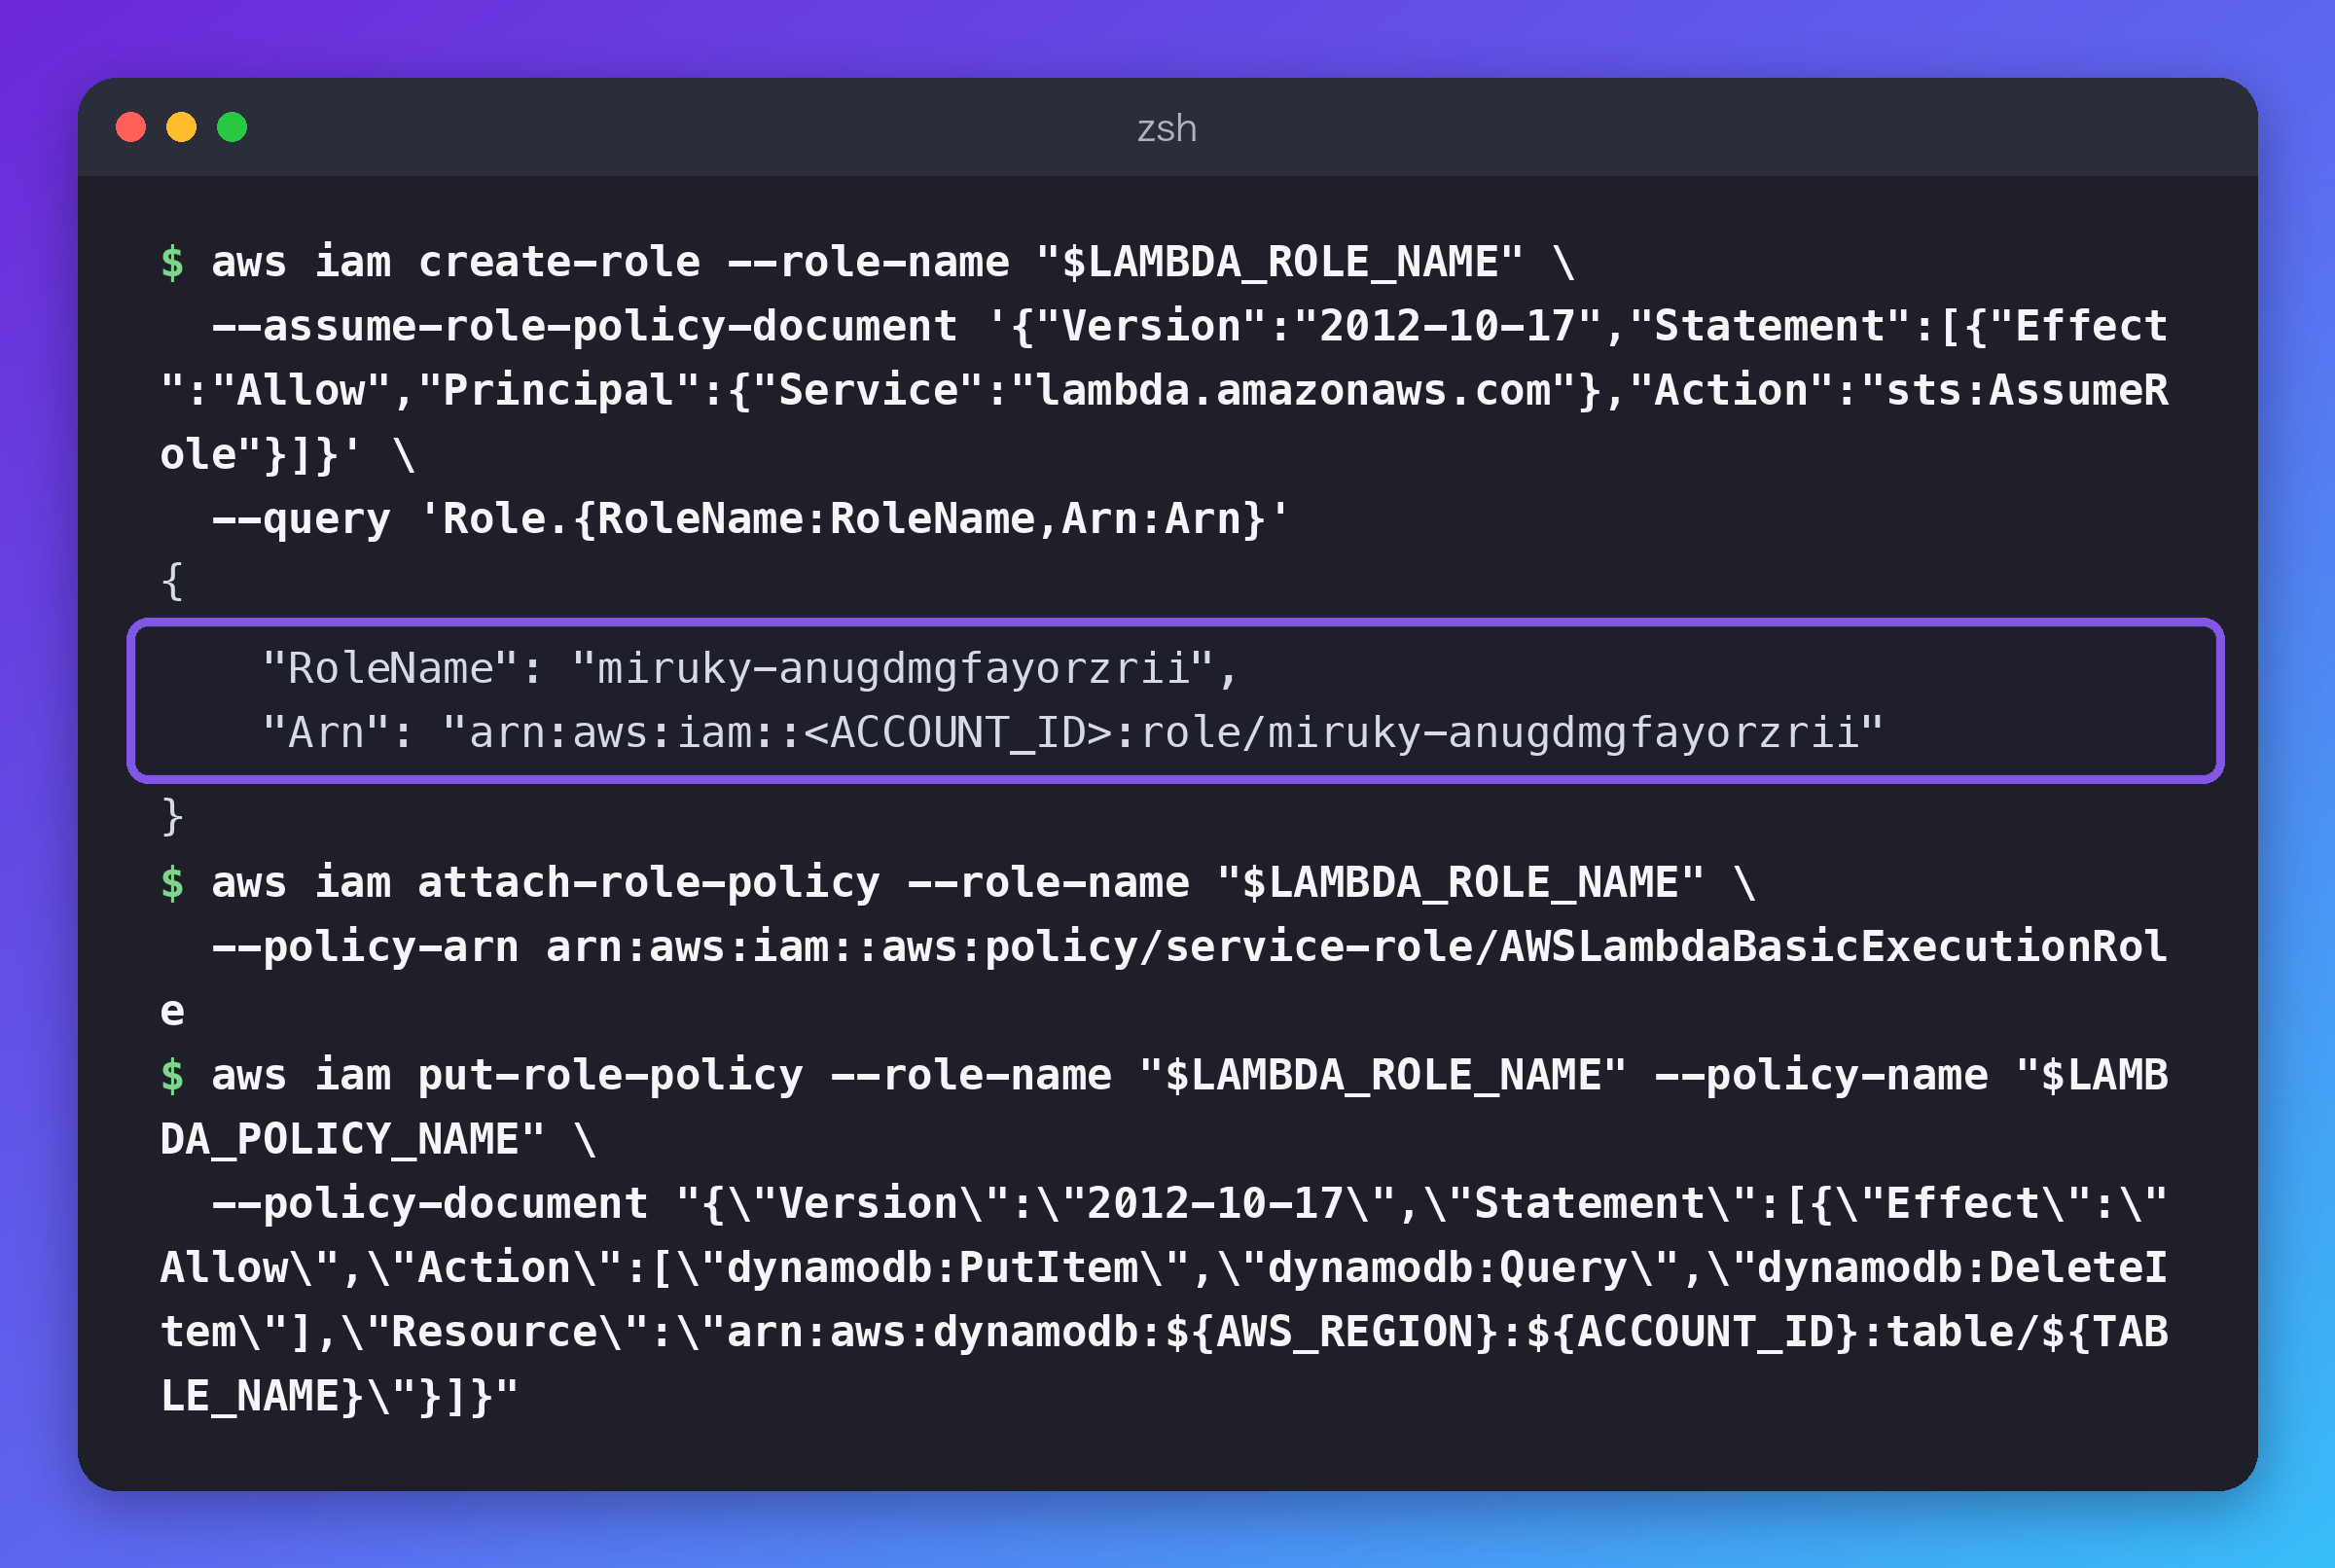 zsh
$ aws iam create-role --role-name "$LAMBDA_ROLE_NAME" \
  --assume-role-policy-document '{"Version":"2012-10-17","Statement":[{"Effect
":"Allow","Principal":{"Service":"lambda.amazonaws.com"},"Action":"sts:AssumeR
ole"}]}' \
  --query 'Role.{RoleName:RoleName,Arn:Arn}'
{
    "RoleName": "miruky-anugdmgfayorzrii",
    "Arn": "arn:aws:iam::<ACCOUNT_ID>:role/miruky-anugdmgfayorzrii"
}
$ aws iam attach-role-policy --role-name "$LAMBDA_ROLE_NAME" \
  --policy-arn arn:aws:iam::aws:policy/service-role/AWSLambdaBasicExecutionRol
e
$ aws iam put-role-policy --role-name "$LAMBDA_ROLE_NAME" --policy-name "$LAMB
DA_POLICY_NAME" \
  --policy-document "{\"Version\":\"2012-10-17\",\"Statement\":[{\"Effect\":\"
Allow\",\"Action\":[\"dynamodb:PutItem\",\"dynamodb:Query\",\"dynamodb:DeleteI
tem\"],\"Resource\":\"arn:aws:dynamodb:${AWS_REGION}:${ACCOUNT_ID}:table/${TAB
LE_NAME}\"}]}"